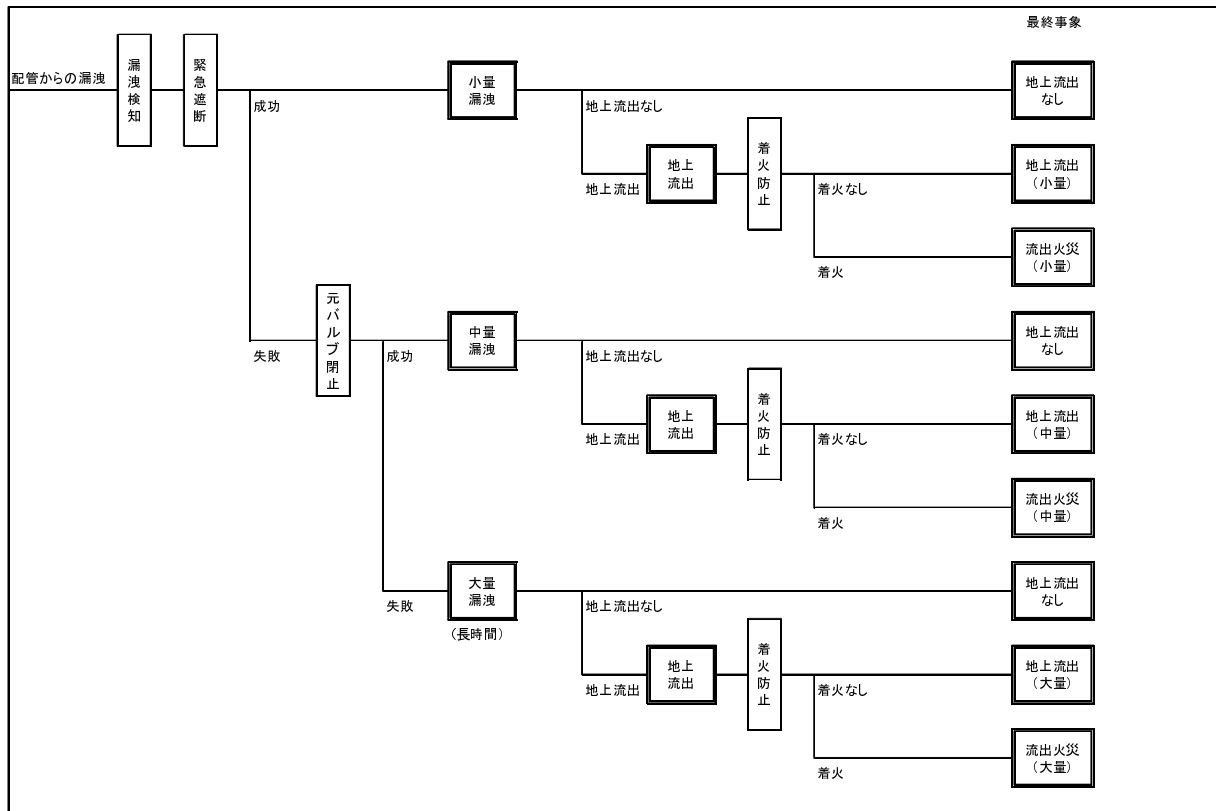 最終事象
配管からの漏洩
漏洩検知
緊急遮断
成功
小量
漏洩
地上流出なし
地上流出
なし
地上流出
地上
流出
着火防止
着火なし
地上流出
（小量）
着火
流出火災
（小量）
失敗
元バルブ閉止
成功
中量
漏洩
地上流出なし
地上流出
なし
地上流出
地上
流出
着火防止
着火なし
地上流出
（中量）
着火
流出火災
（中量）
失敗
大量
漏洩
（長時間）
地上流出なし
地上流出
なし
地上流出
地上
流出
着火防止
着火なし
地上流出
（大量）
着火
流出火災
（大量）